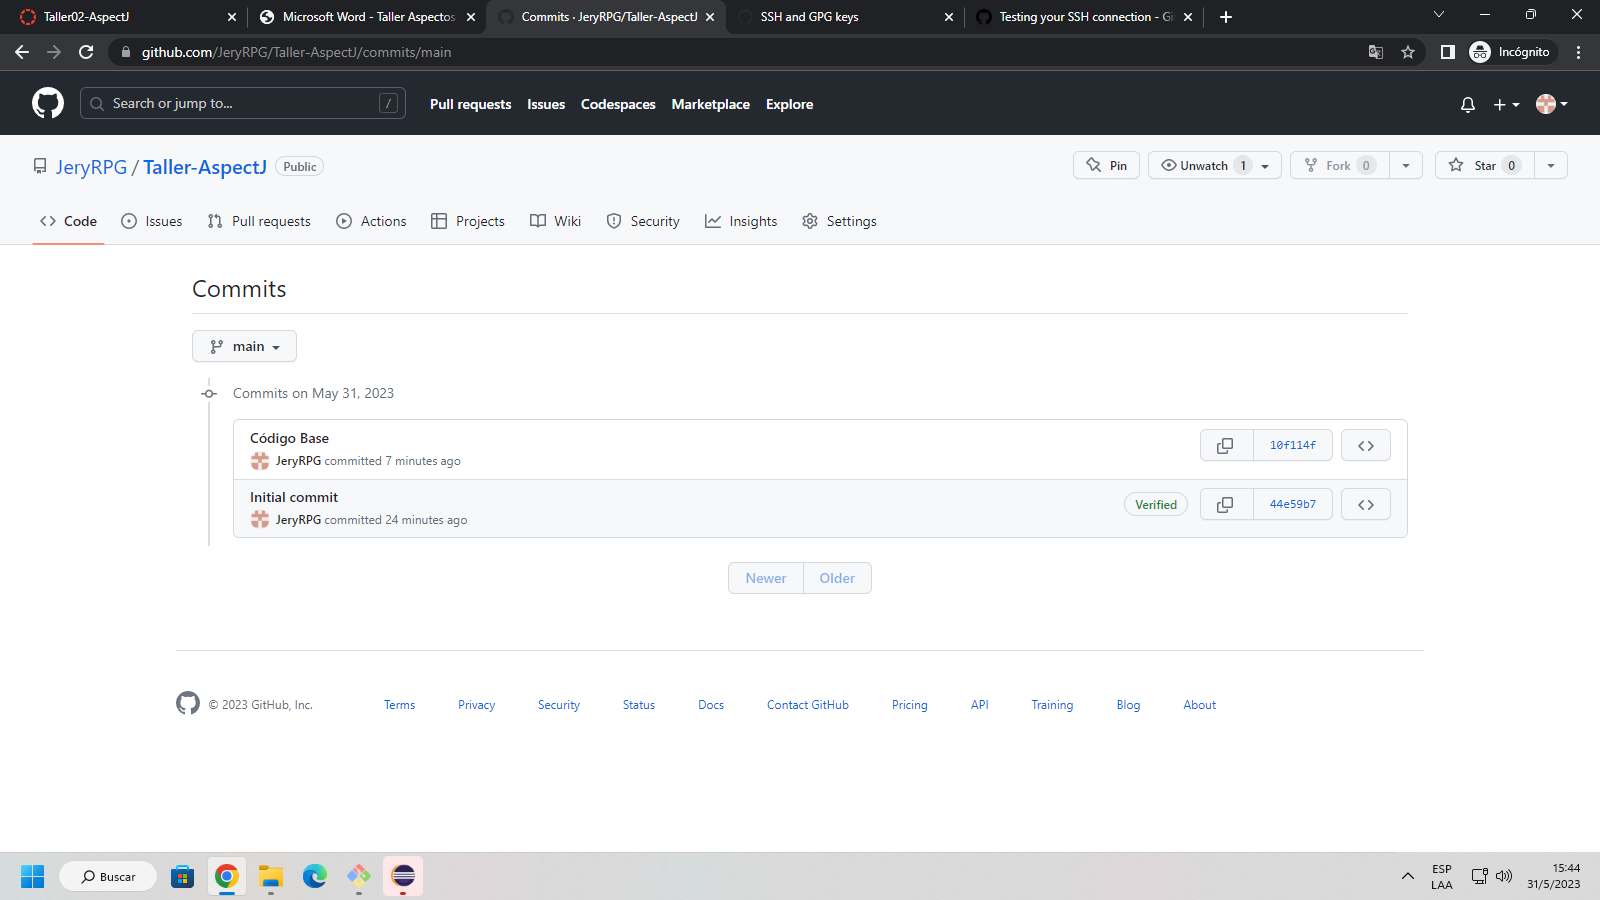 Taller02-AspectJ
Microsoft Word - Taller Aspectos
Commits · JeryRPG/Taller-AspectJ
SSH and GPG keys
Testing your SSH connection - Gi
github.com/JeryRPG/Taller-AspectJ/commits/main
Incógnito
Search or jump to...
/
Pull requests
Issues
Codespaces
Marketplace
Explore
JeryRPG / Taller-AspectJ
Public
Pin
Unwatch 1
Fork 0
Star 0
Code
Issues
Pull requests
Actions
Projects
Wiki
Security
Insights
Settings
Commits
main
Commits on May 31, 2023
Código Base
10f114f
JeryRPG committed 7 minutes ago
Initial commit
Verified
44e59b7
JeryRPG committed 24 minutes ago
Newer
Older
© 2023 GitHub, Inc.
Terms
Privacy
Security
Status
Docs
Contact GitHub
Pricing
API
Training
Blog
About
Buscar
ESP
LAA
15:44
31/5/2023